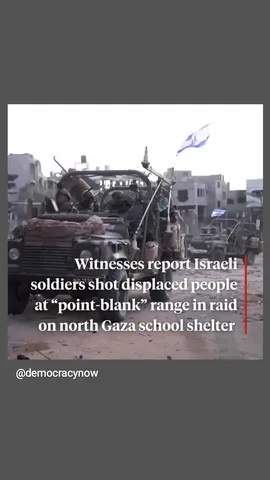 Witnesses report Israeli
soldiers shot displaced people
at “point-blank” range in raid
on north Gaza school shelter
@democracynow